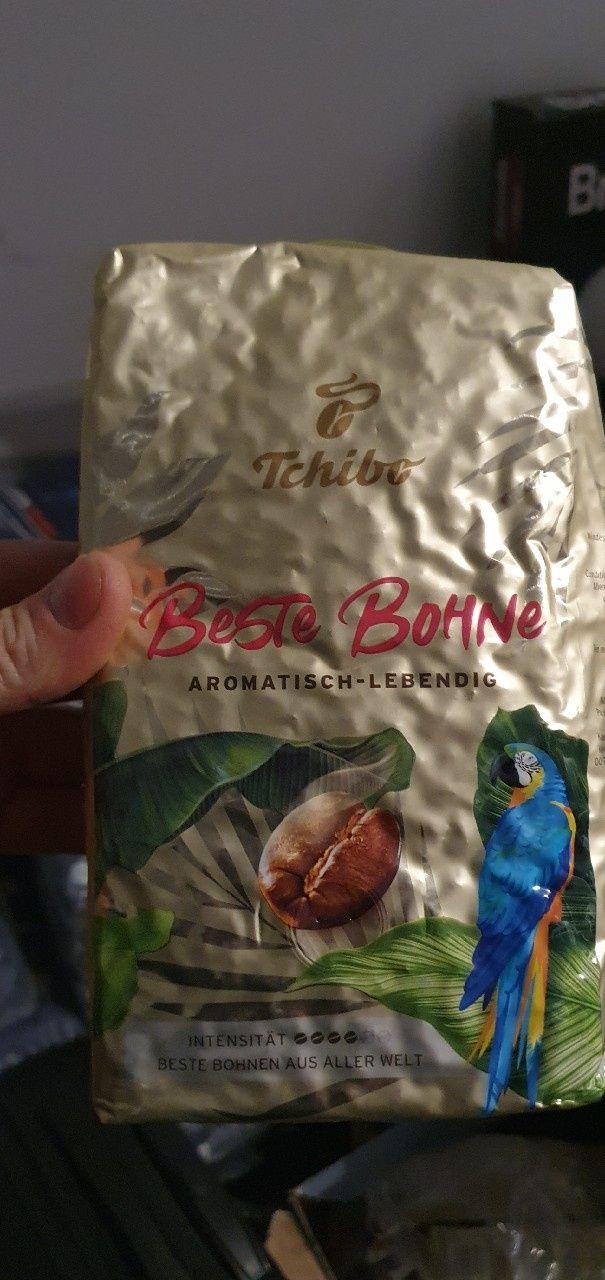 Tchibo
Beste Bohne
AROMATISCH-LEBENDIG
INTENSITÄT
BESTE BOHNEN AUS ALLER WELT